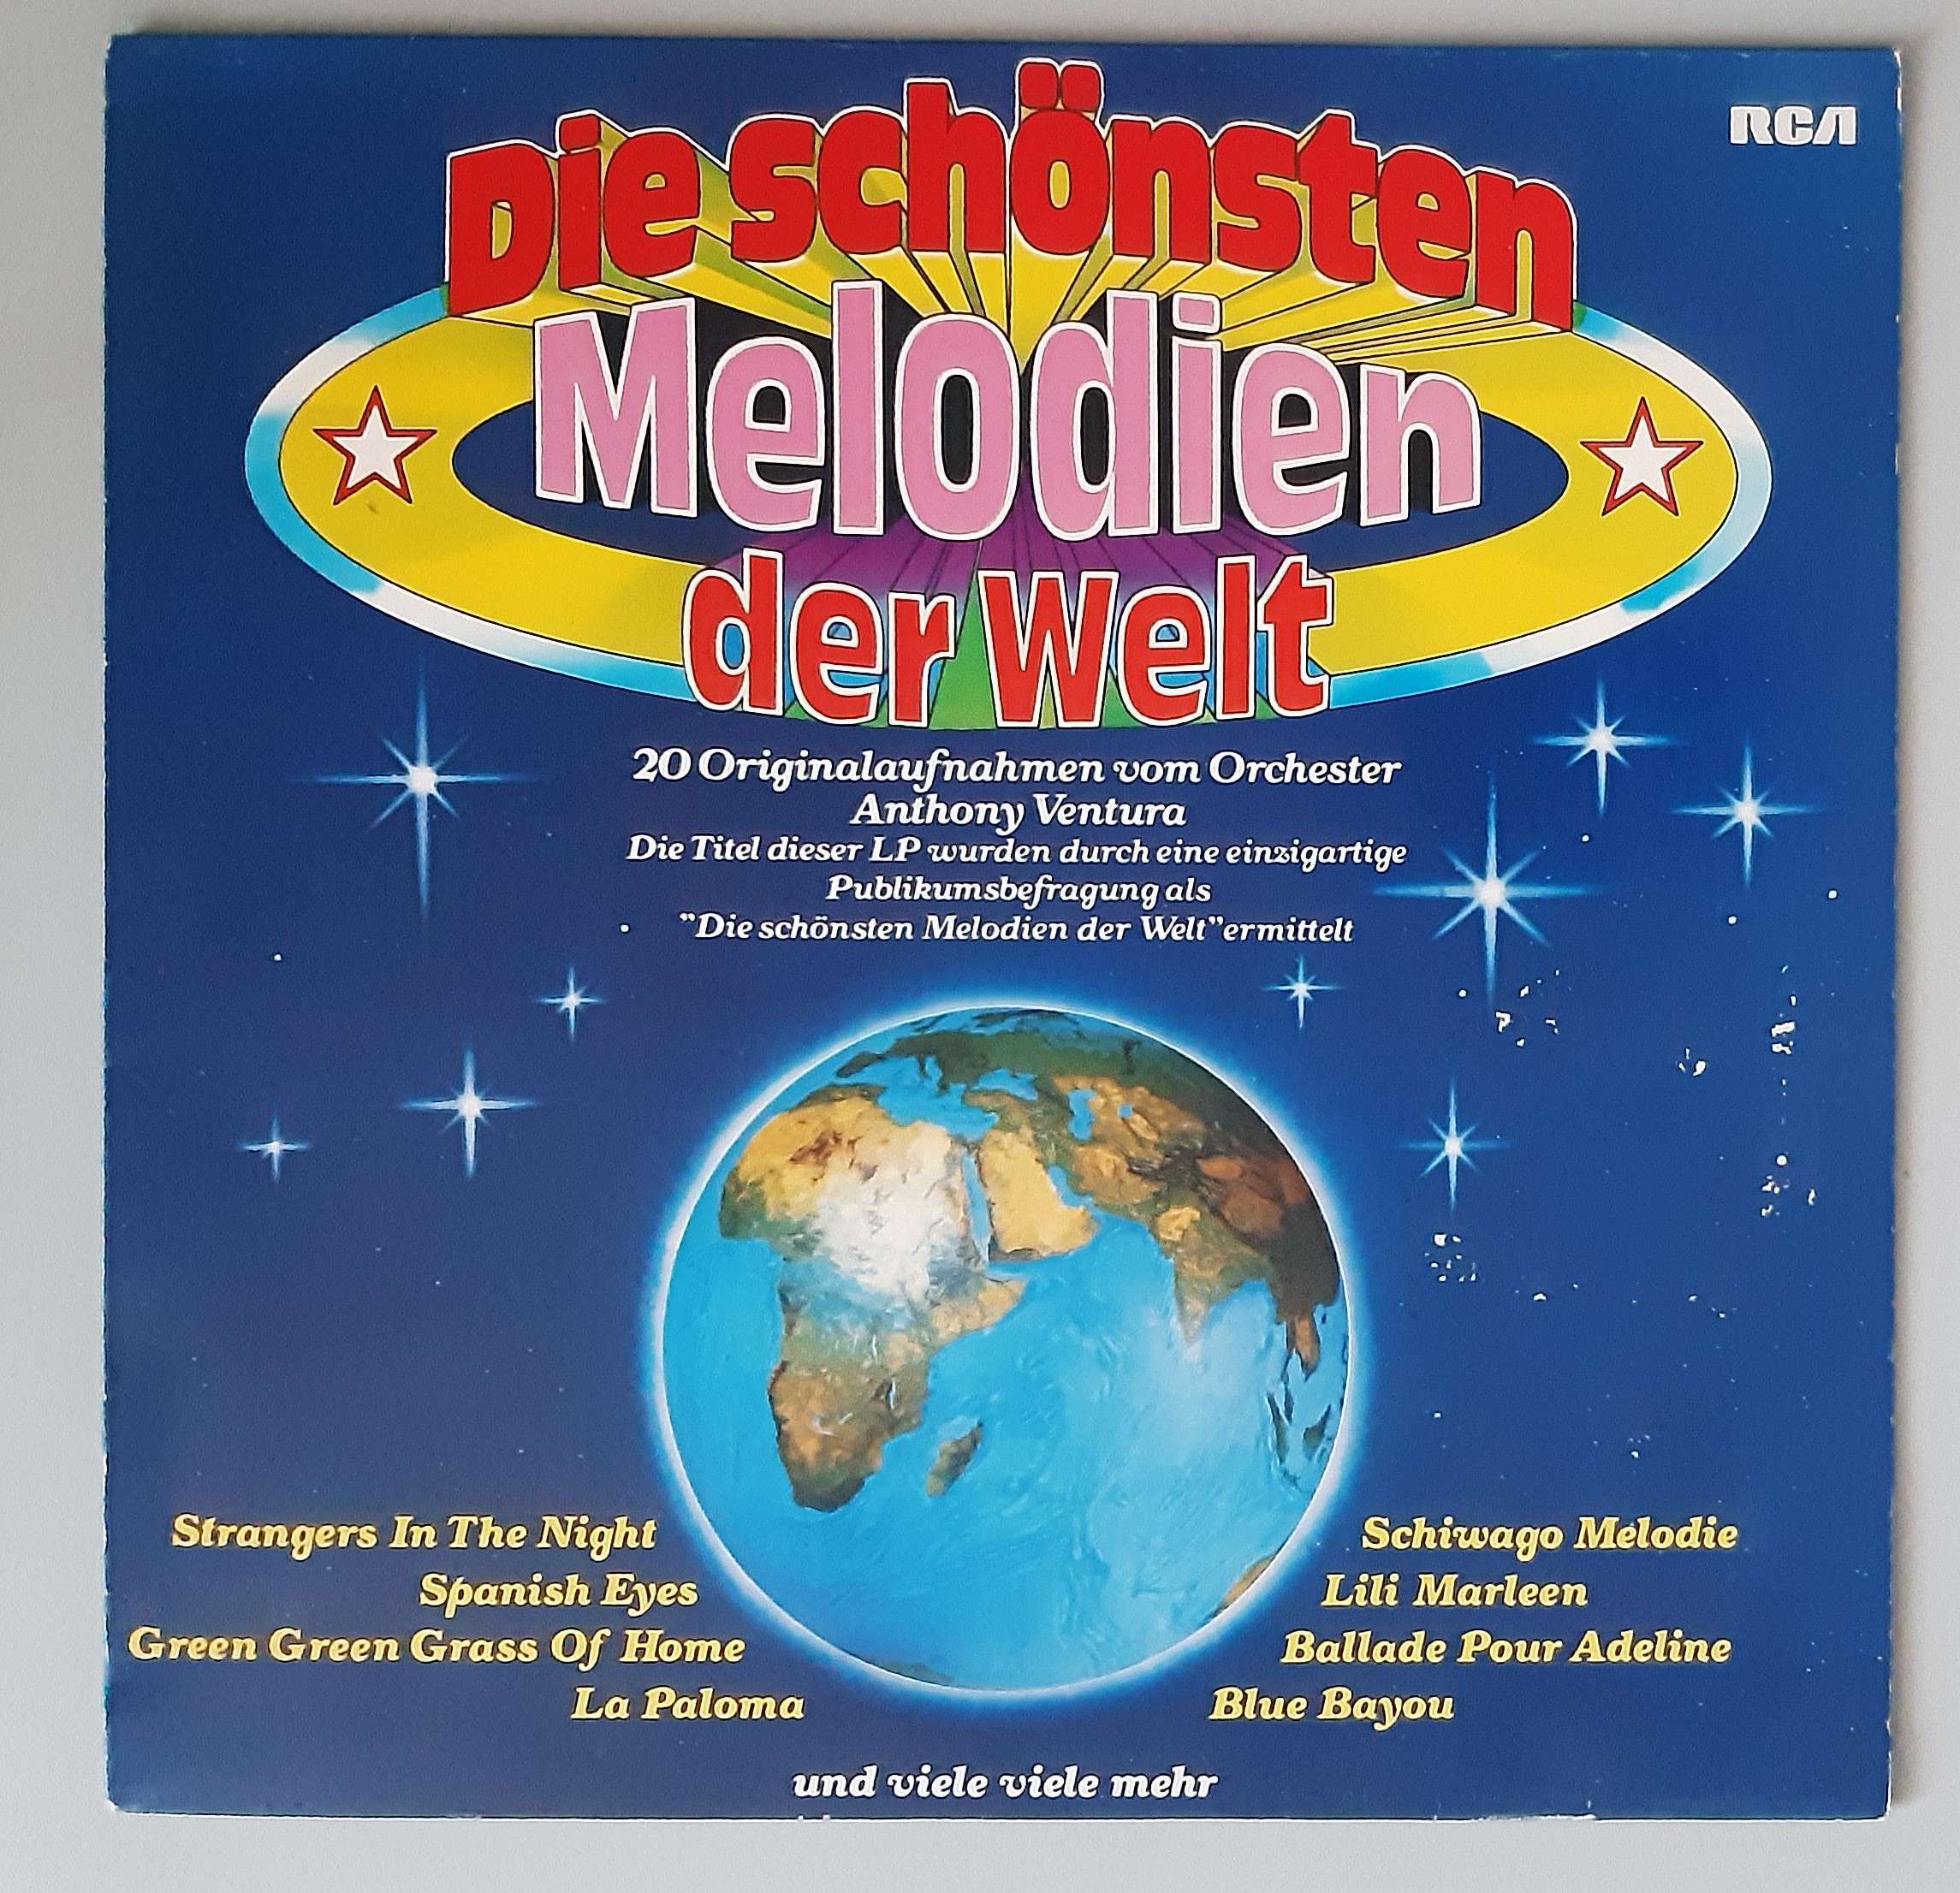 RCA
Die schönsten
Melodien
der Welt
20 Originalaufnahmen vom Orchester
Anthony Ventura
Die Titel dieser LP wurden durch eine einzigartige
Publikumsbefragung als
"Die schönsten Melodien der Welt" ermittelt
Strangers In The Night
Spanish Eyes
Green Green Grass Of Home
La Paloma
Schiwago Melodie
Lili Marleen
Ballade Pour Adeline
Blue Bayou
und viele viele mehr